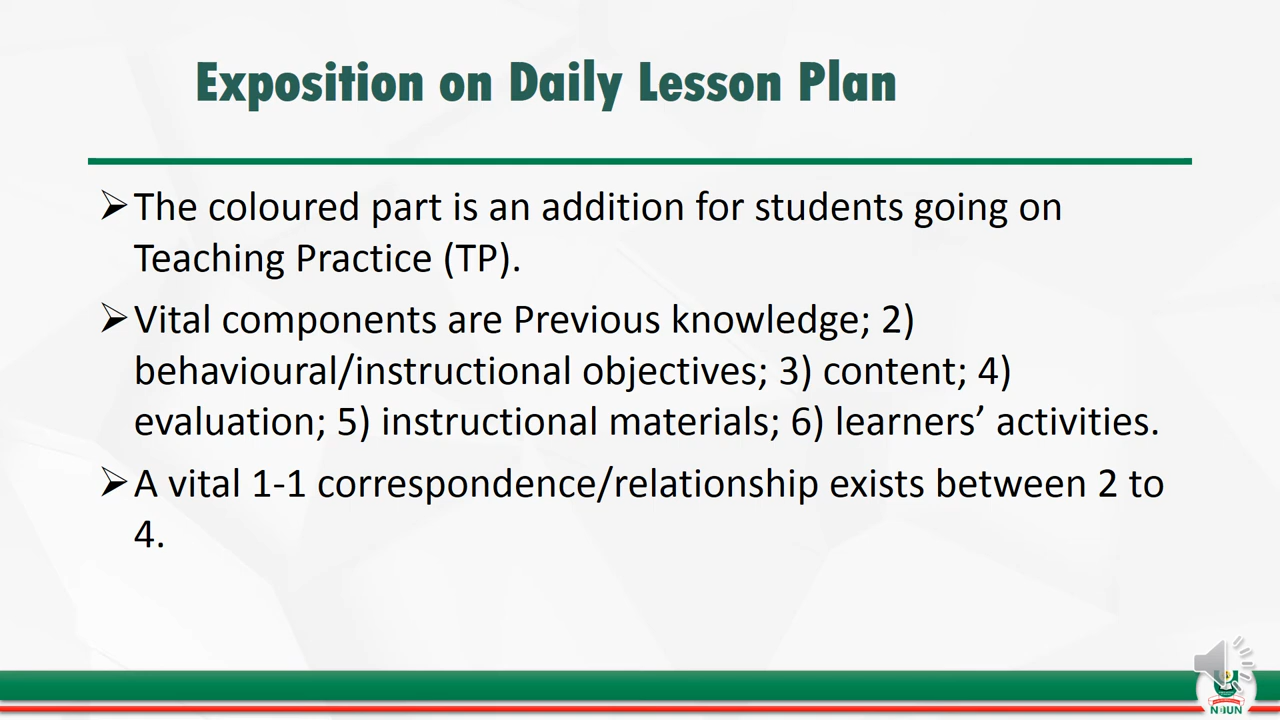 Exposition on Daily Lesson Plan
The coloured part is an addition for students going on
Teaching Practice (TP).
Vital components are Previous knowledge; 2)
behavioural/instructional objectives; 3) content; 4)
evaluation; 5) instructional materials; 6) learners’ activities.
A vital 1-1 correspondence/relationship exists between 2 to
4.